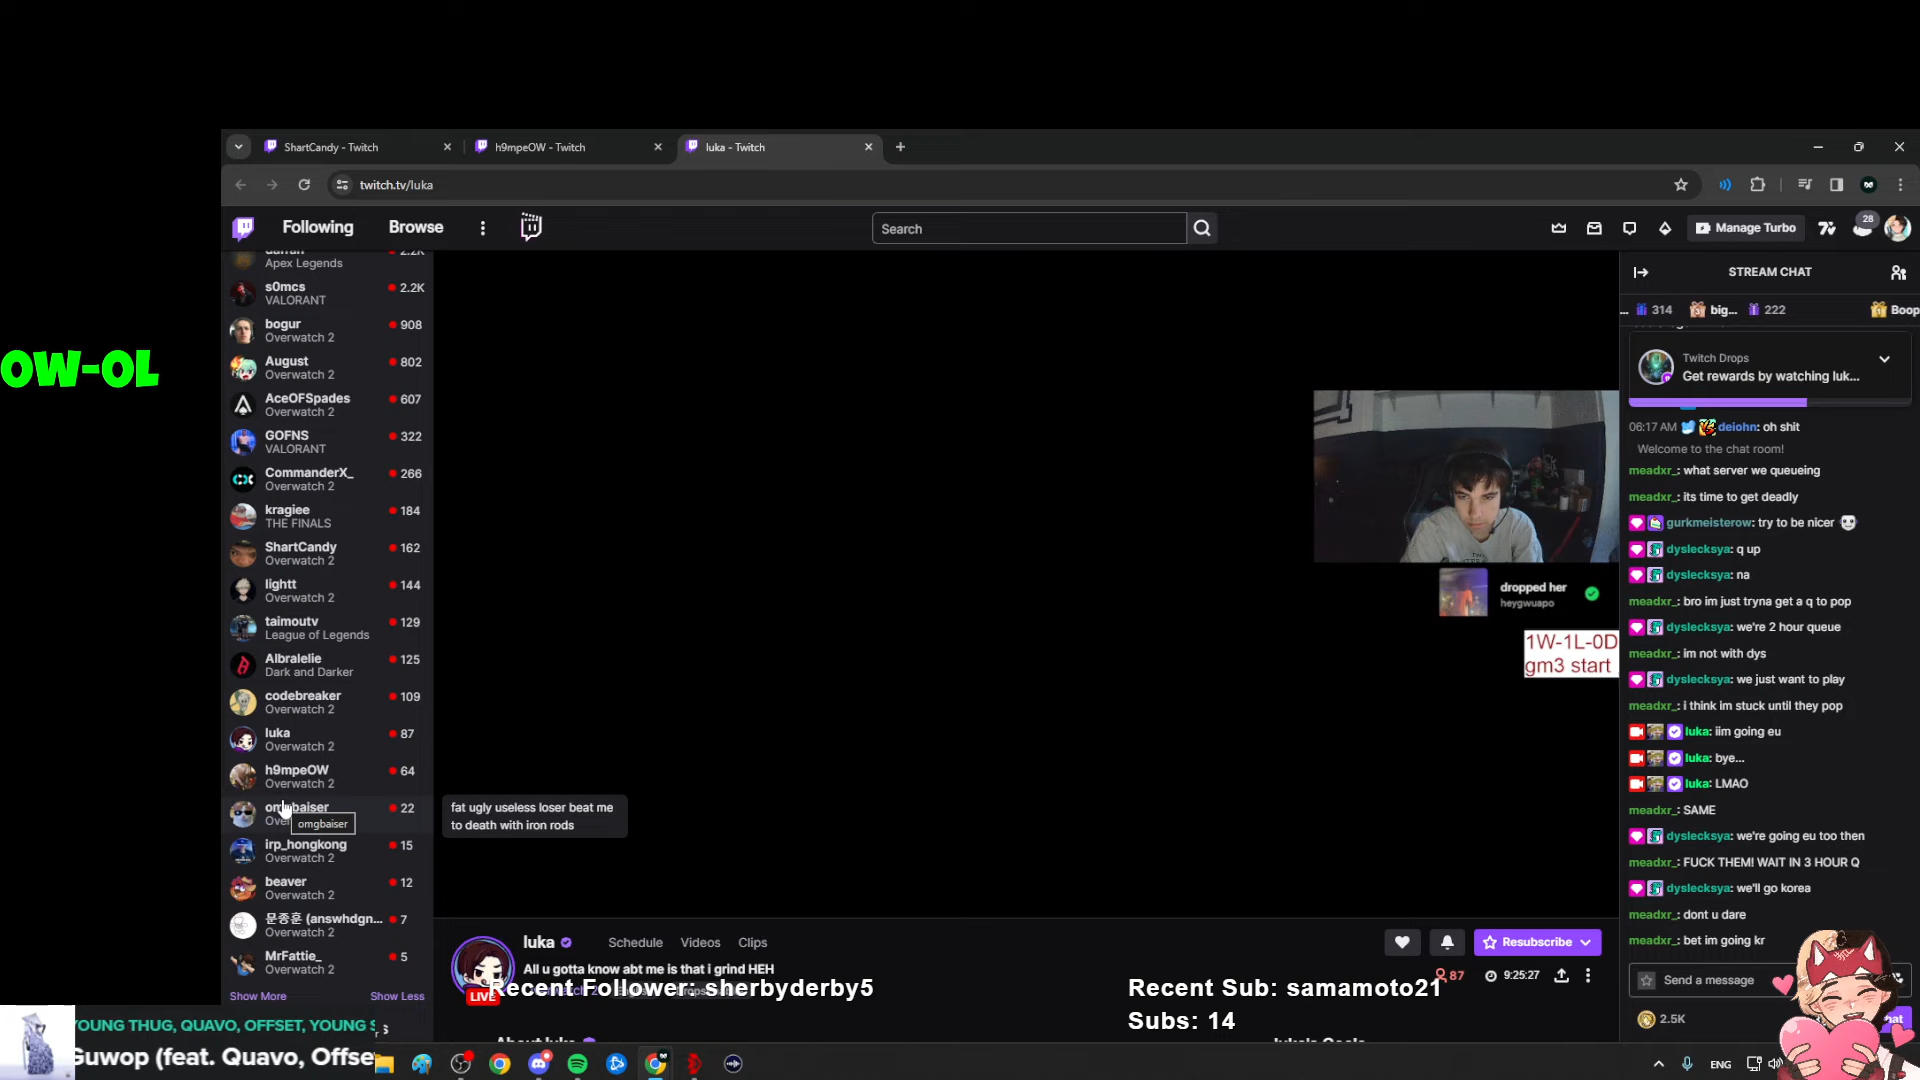 ShartCandy - Twitch
h9mpeOW - Twitch
luka - Twitch
twitch.tv/luka
Following
Browse
Search
Manage Turbo
28
2.2K
Apex Legends
s0mcs
2.2K
VALORANT
bogur
908
Overwatch 2
August
802
Overwatch 2
AceOFSpades
607
Overwatch 2
GOFNS
322
VALORANT
CommanderX_
266
Overwatch 2
kragiee
184
THE FINALS
ShartCandy
162
Overwatch 2
lightt
144
Overwatch 2
taimoutv
129
League of Legends
Albralelie
125
Dark and Darker
codebreaker
109
Overwatch 2
luka
87
Overwatch 2
h9mpeOW
64
Overwatch 2
omgbaiser
22
omgbaiser
fat ugly useless loser beat me
to death with iron rods
irp_hongkong
15
Overwatch 2
beaver
12
Overwatch 2
문종훈 (answhdgn...
7
Overwatch 2
MrFattie_
5
Overwatch 2
Show More
Show Less
OW-OL
dropped her
heygwuapo
1W-1L-0D
gm3 start
luka
Schedule
Videos
Clips
All u gotta know abt me is that i grind HEH
Resubscribe
87
9:25:27
LIVE
Recent Follower: sherbyderby5
Recent Sub: samamoto21
Subs: 14
STREAM CHAT
... 314
big... 222
Boop
Twitch Drops
Get rewards by watching luk...
06:17 AM deiohn: oh shit
Welcome to the chat room!
meadxr_: what server we queueing
meadxr_: its time to get deadly
gurkmeisterow: try to be nicer
dyslecksya: q up
dyslecksya: na
meadxr_: bro im just tryna get a q to pop
dyslecksya: we're 2 hour queue
meadxr_: im not with dys
dyslecksya: we just want to play
meadxr_: i think im stuck until they pop
luka: iim going eu
luka: bye...
luka: LMAO
meadxr_: SAME
dyslecksya: we're going eu too then
meadxr_: FUCK THEM! WAIT IN 3 HOUR Q
dyslecksya: we'll go korea
meadxr_: dont u dare
meadxr_: bet im going kr
Send a message
2.5K
YOUNG THUG, QUAVO, OFFSET, YOUNG S
Guwop (feat. Quavo, Offse
ENG